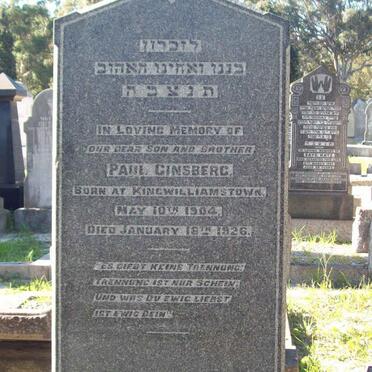 לזכרון
בננו ואחינו האהוב
ת נ צ ב ה
In Loving Memory of
our dear Son and Brother
Paul Ginsberg.
Born at Kingwilliamstown.
May 10th 1904.
Died January 18th 1926.
"Es giebt keine Trennung,
Trennung ist nur Schein.
Und was Du ewig liebst
ist ewig dein."